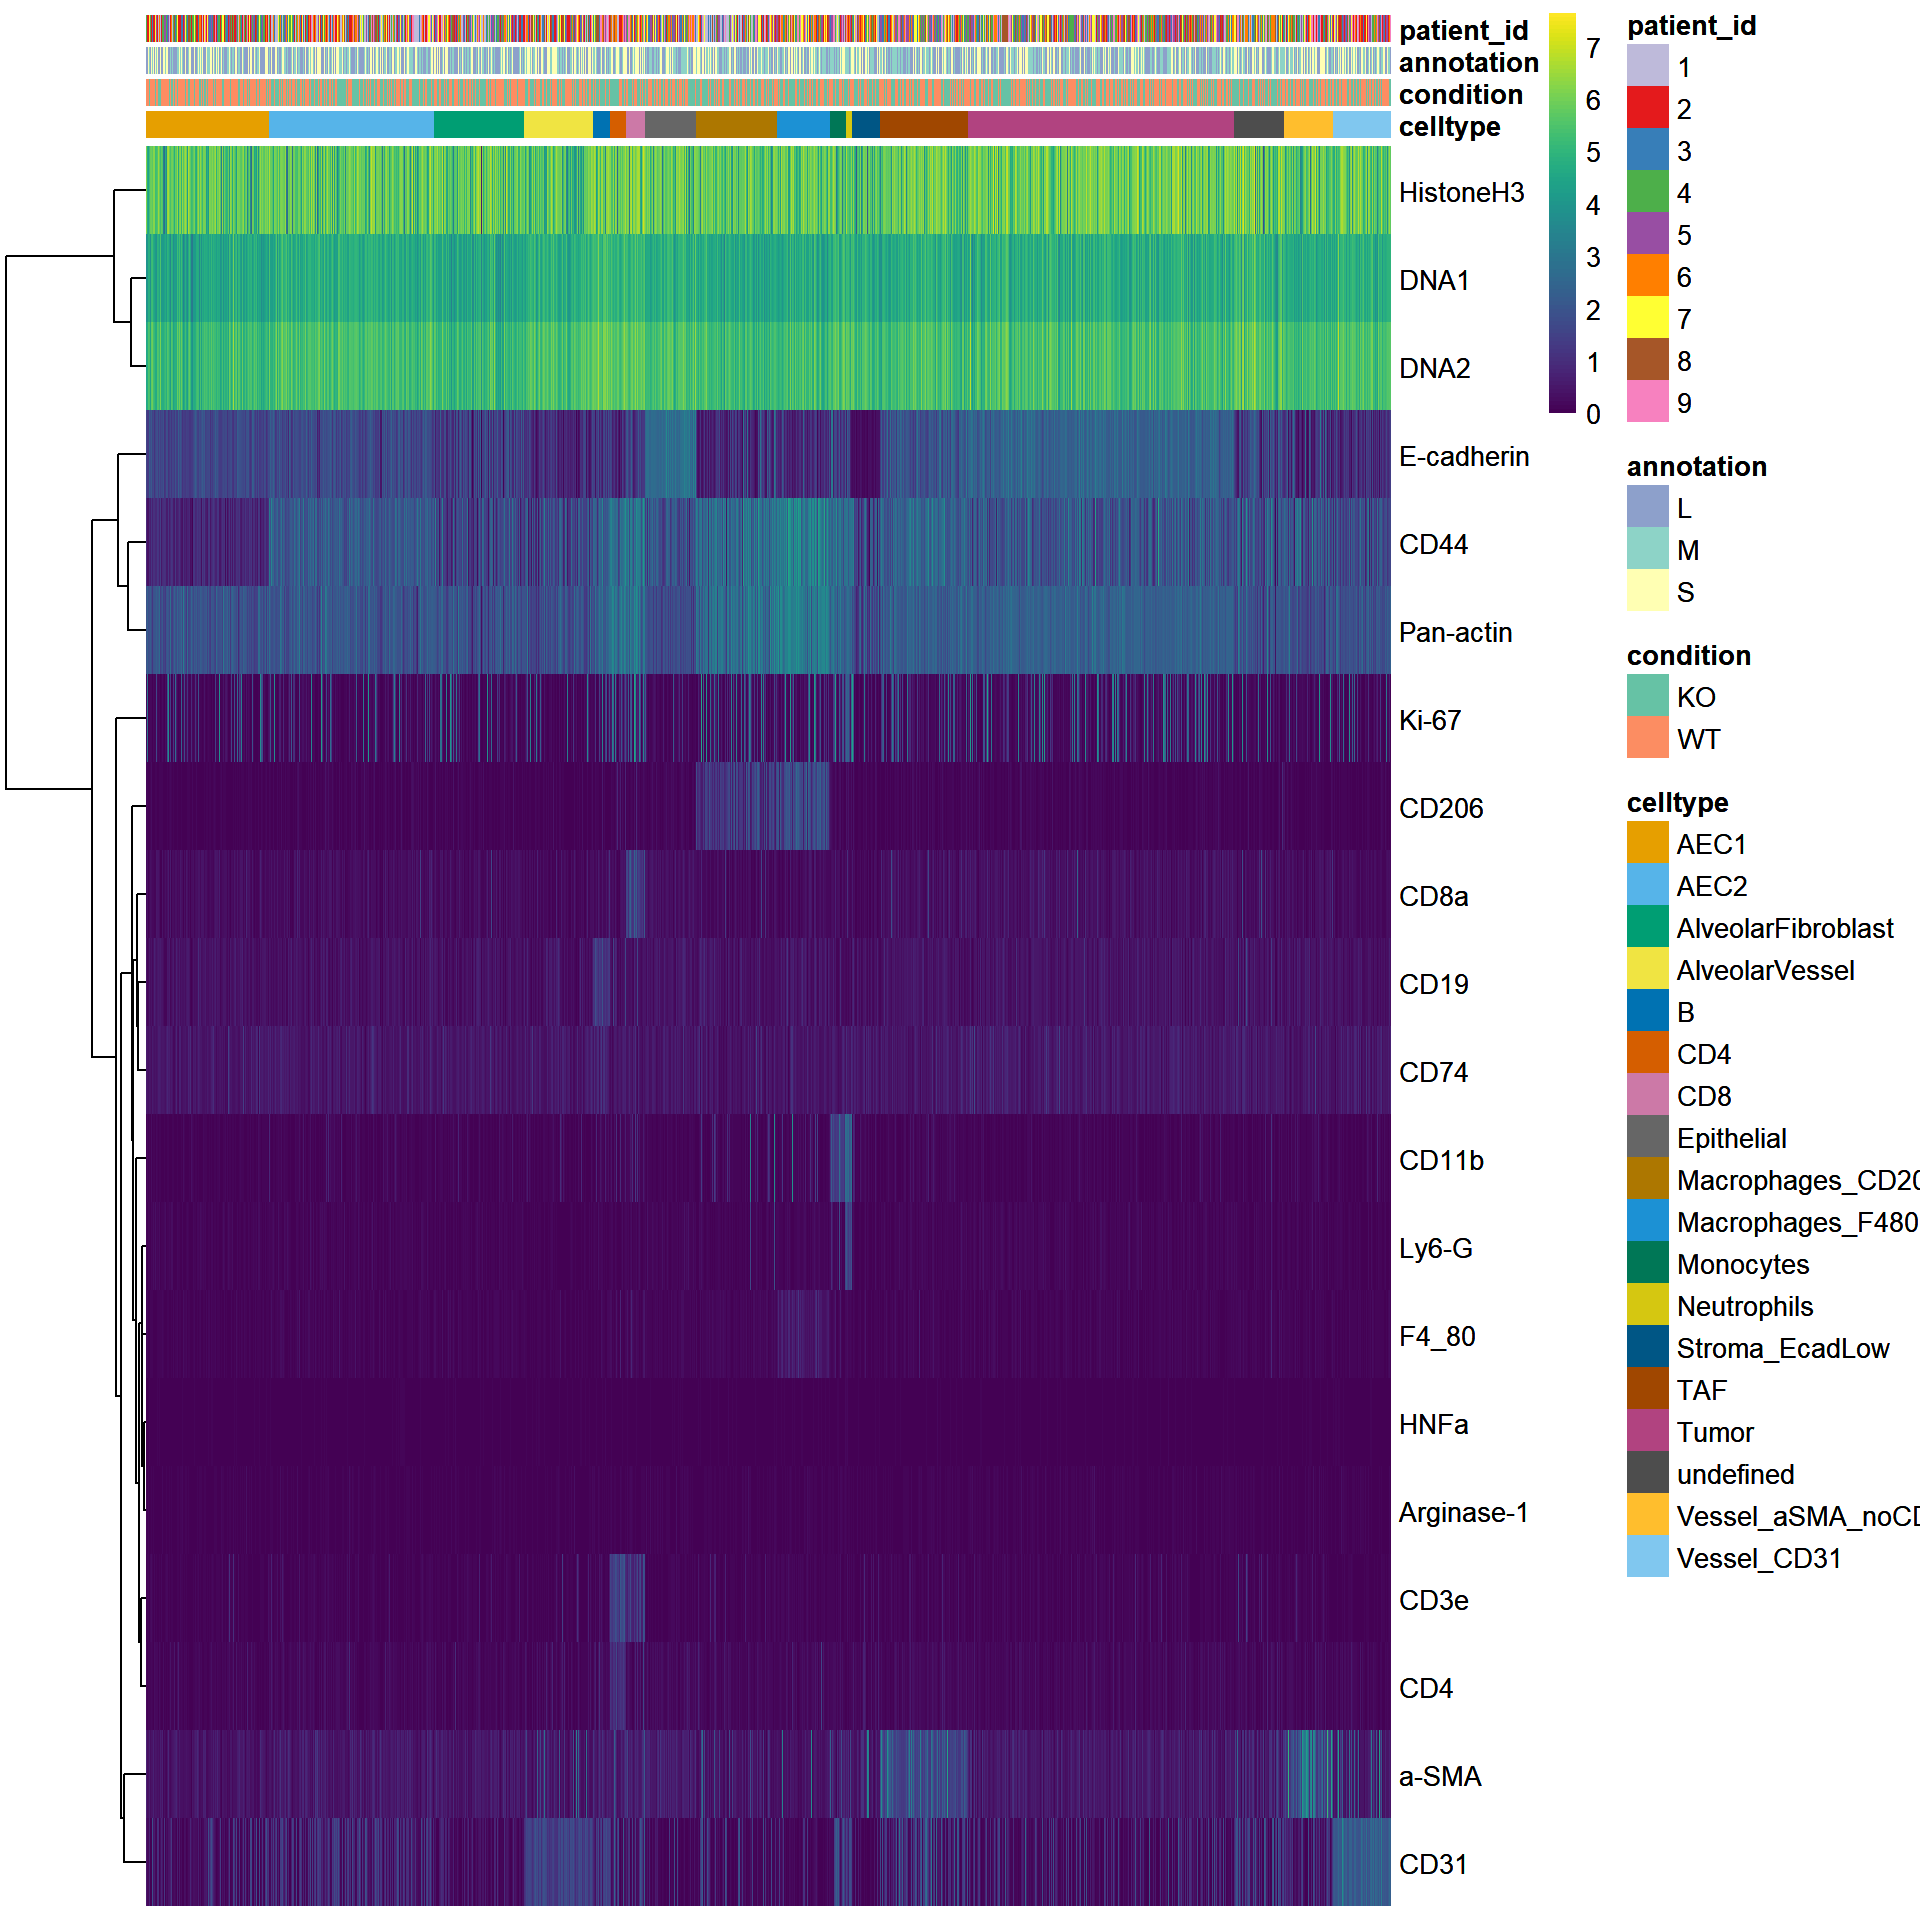 patient_id
annotation
condition
celltype
HistoneH3
DNA1
DNA2
E-cadherin
CD44
Pan-actin
Ki-67
CD206
CD8a
CD19
CD74
CD11b
Ly6-G
F4_80
HNFa
Arginase-1
CD3e
CD4
a-SMA
CD31
7
6
5
4
3
2
1
0
patient_id
1
2
3
4
5
6
7
8
9
annotation
L
M
S
condition
KO
WT
celltype
AEC1
AEC2
AlveolarFibroblast
AlveolarVessel
B
CD4
CD8
Epithelial
Macrophages_CD20
Macrophages_F480
Monocytes
Neutrophils
Stroma_EcadLow
TAF
Tumor
undefined
Vessel_aSMA_noCD
Vessel_CD31